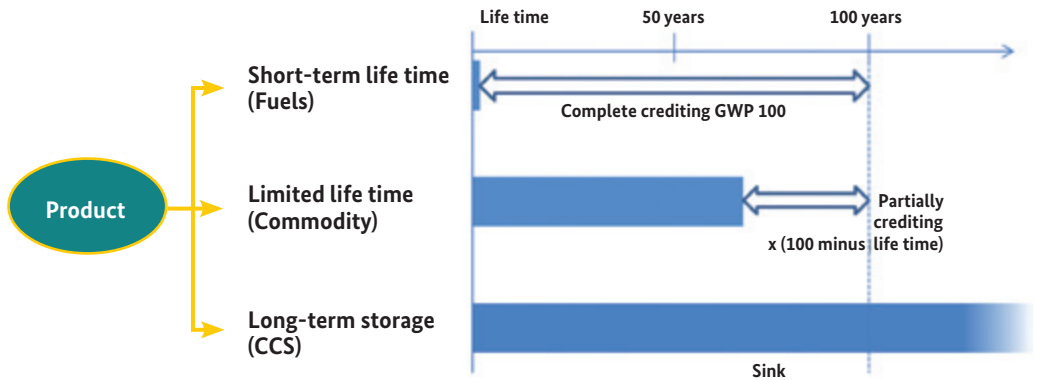 Life time
50 years
100 years
Short-term life time
(Fuels)
Complete crediting GWP 100
Product
Limited life time
(Commodity)
Partially
crediting
x (100 minus life time)
Long-term storage
(CCS)
Sink